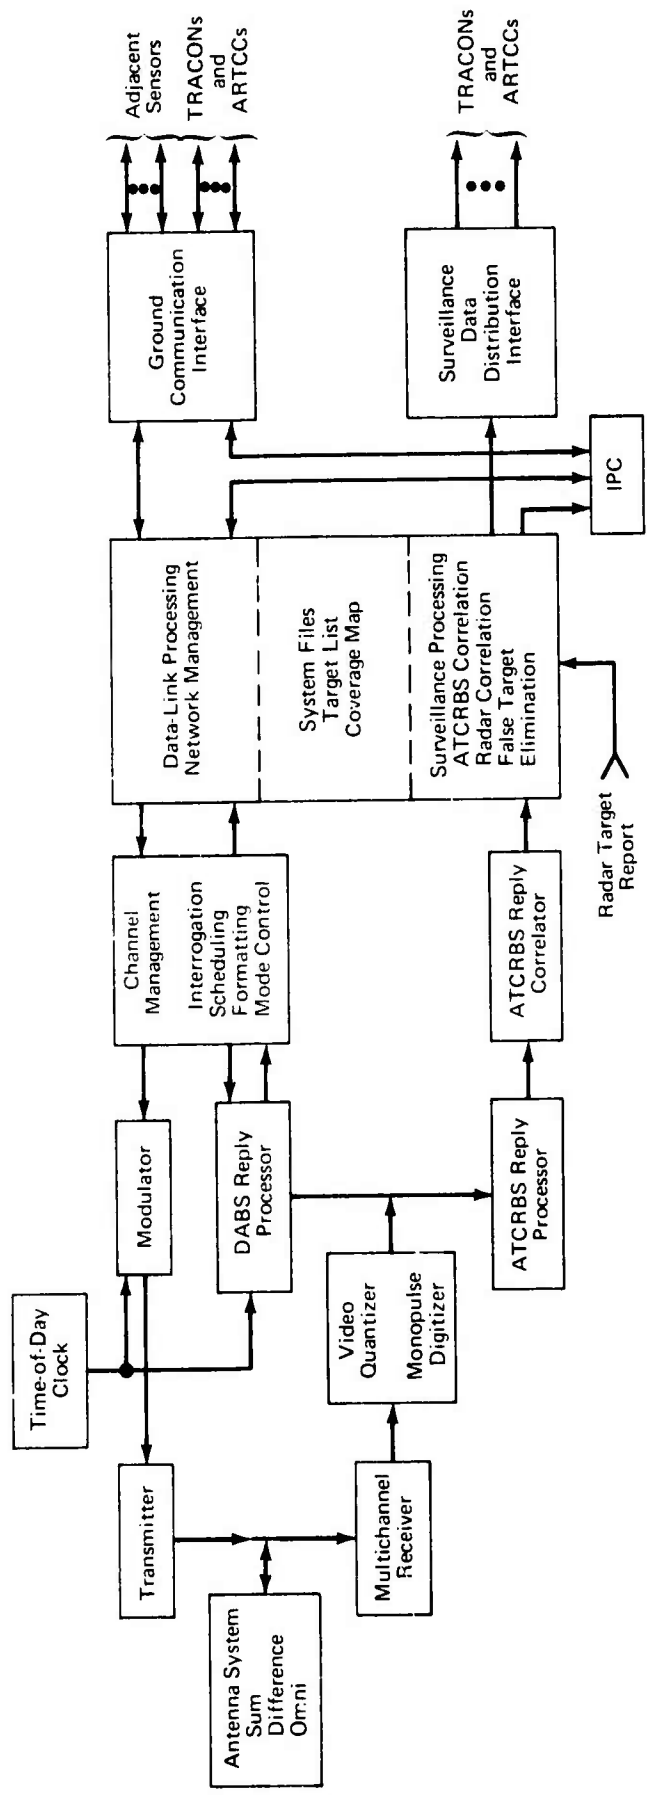 Antenna System
Sum
Difference
Omni
Transmitter
Multichannel
Receiver
Time-of-Day
Clock
Video
Quantizer
Monopulse
Digitizer
Modulator
DABS Reply
Processor
ATCRBS Reply
Processor
Channel
Management
Interrogation
Scheduling
Formatting
Mode Control
ATCRBS Reply
Correlator
Radar Target
Report
Data-Link Processing
Network Management
System Files
Target List
Coverage Map
Surveillance Processing
ATCRBS Correlation
Radar Correlation
False Target
Elimination
IPC
Ground
Communication
Interface
Surveillance
Data
Distribution
Interface
Adjacent
Sensors
TRACONs
and
ARTCCs
TRACONs
and
ARTCCs